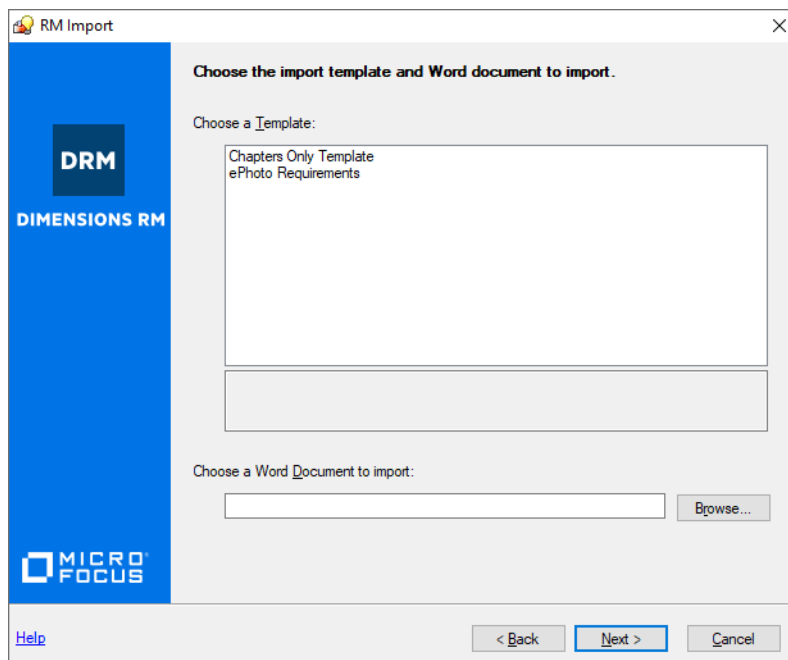 RM Import
Choose the import template and Word document to import.
Choose a Template:
Chapters Only Template
ePhoto Requirements
DRM
DIMENSIONS RM
Choose a Word Document to import:
Browse...
MICRO
FOCUS
Help
< Back
Next >
Cancel